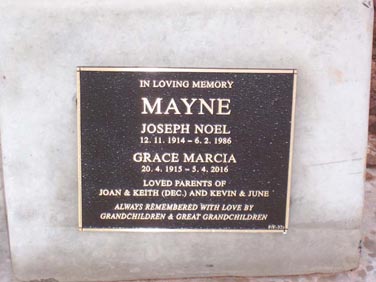 IN LOVING MEMORY
MAYNE
JOSEPH NOEL
12. 11. 1914 – 6. 2. 1986
GRACE MARCIA
20. 4. 1915 – 5. 4. 2016
LOVED PARENTS OF
JOAN & KEITH (DEC.) AND KEVIN & JUNE
ALWAYS REMEMBERED WITH LOVE BY
GRANDCHILDREN & GREAT GRANDCHILDREN